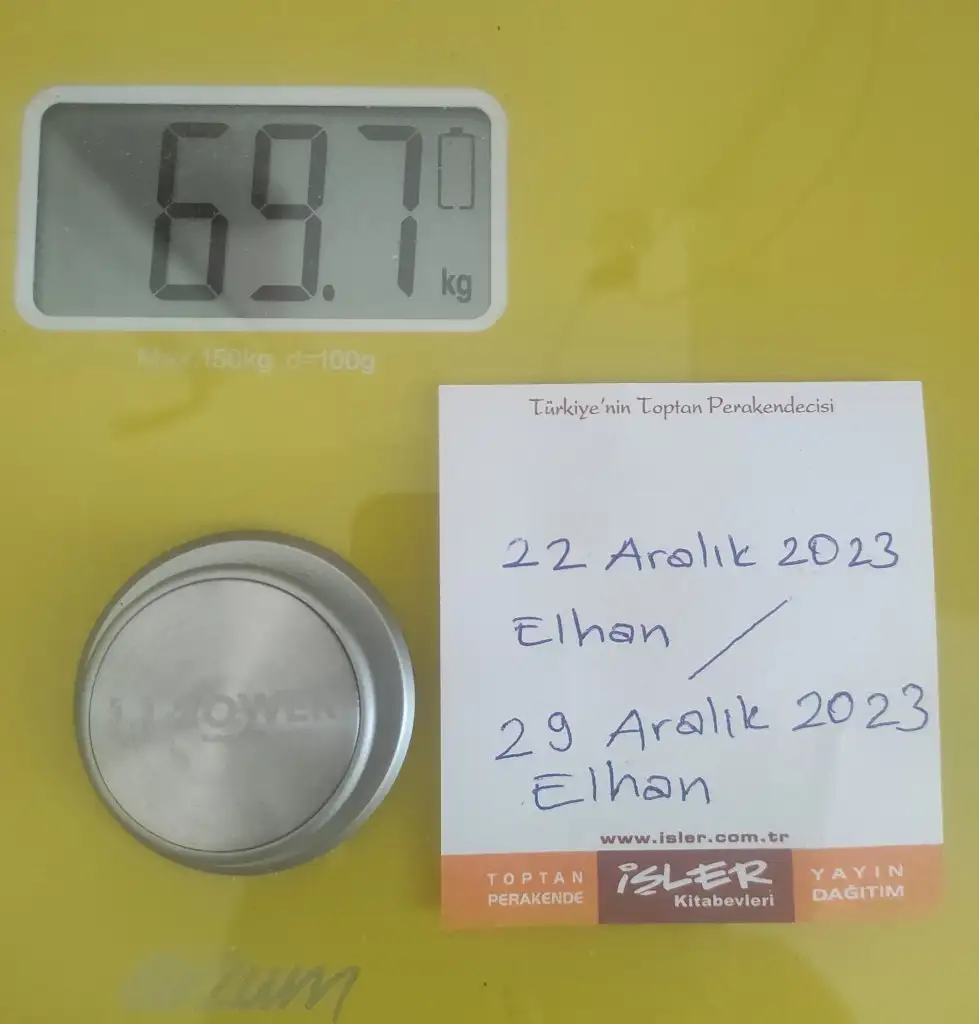 69.7
kg
Max 150kg d=100g
Türkiye'nin Toptan Perakendecisi
22 Aralık 2023
Elhan
29 Aralık 2023
Elhan
www.isler.com.tr
TOPTAN
PERAKENDE
İŞLER
Kitabevleri
YAYIN
DAĞITIM